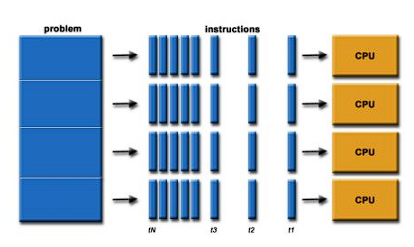 problem
instructions
CPU
CPU
CPU
CPU
tN t3 t2 t1